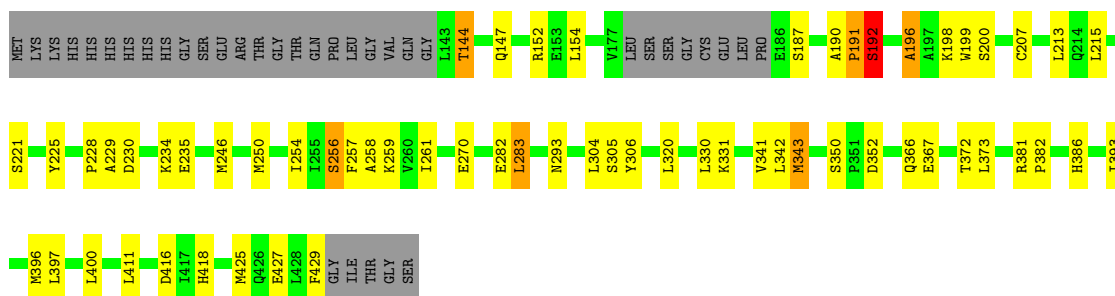 MET LYS LYS HIS HIS HIS HIS HIS HIS GLY SER GLU ARG THR GLY THR GLN PRO LEU GLY VAL GLN GLY L143 T144 Q147 R152 E153 L154 V177 LEU SER SER GLY CYS GLU LEU PRO E186 S187 A190 P191 S192 A196 A197 K198 W199 S200 C207 L213 Q214 L215
S221 Y225 P228 A229 D230 K234 E235 M246 M250 I254 I255 S256 F257 A258 K259 V260 I261 E270 E282 L283 N293 L304 S305 Y306 L320 L330 K331 V341 L342 M343 S350 P351 D352 Q366 E367 T372 L373 R381 P382 H386
M396 L397 L400 L411 D416 I417 H418 M425 Q426 E427 L428 F429 GLY ILE THR GLY SER